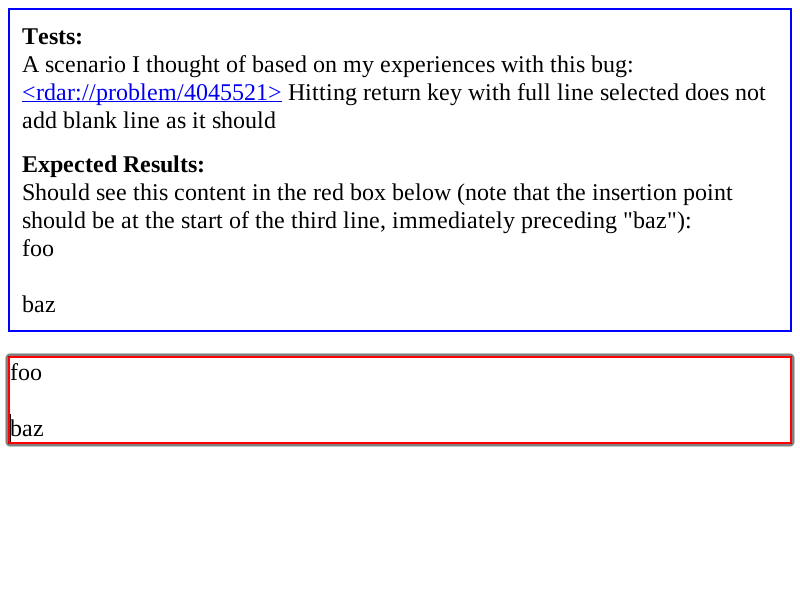 Tests:
A scenario I thought of based on my experiences with this bug:
<rdar://problem/4045521> Hitting return key with full line selected does not
add blank line as it should
Expected Results:
Should see this content in the red box below (note that the insertion point
should be at the start of the third line, immediately preceding "baz"):
foo
baz
foo
baz